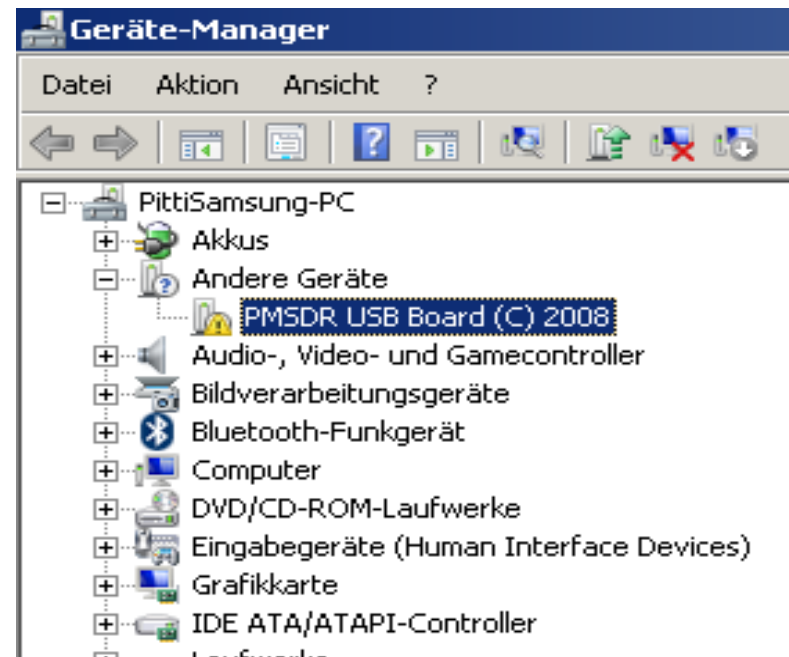 Geräte-Manager
Datei Aktion Ansicht ?
PittiSamsung-PC
Akkus
Andere Geräte
PMSDR USB Board (C) 2008
Audio-, Video- und Gamecontroller
Bildverarbeitungsgeräte
Bluetooth-Funkgerät
Computer
DVD/CD-ROM-Laufwerke
Eingabegeräte (Human Interface Devices)
Grafikkarte
IDE ATA/ATAPI-Controller